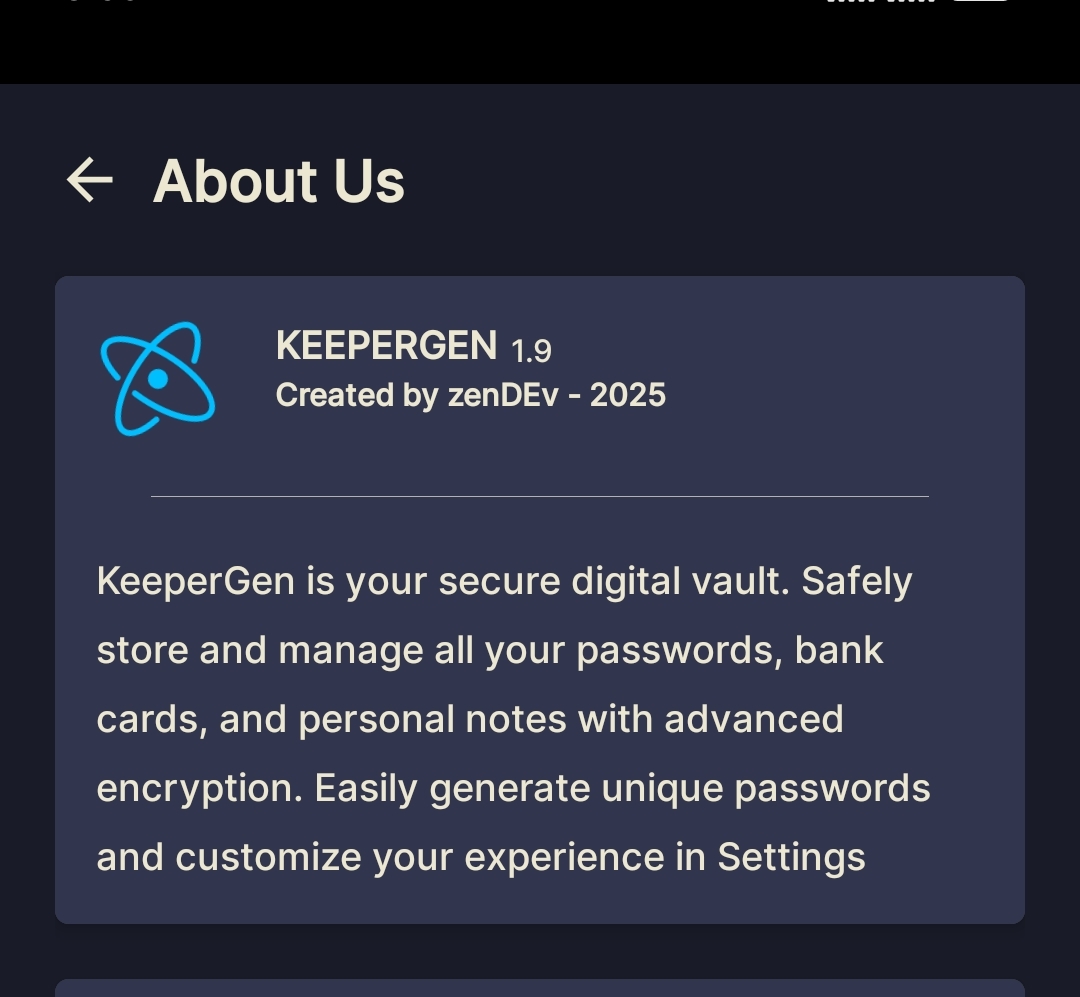 About Us
KEEPERGEN 1.9
Created by zenDEv - 2025
KeeperGen is your secure digital vault. Safely
store and manage all your passwords, bank
cards, and personal notes with advanced
encryption. Easily generate unique passwords
and customize your experience in Settings